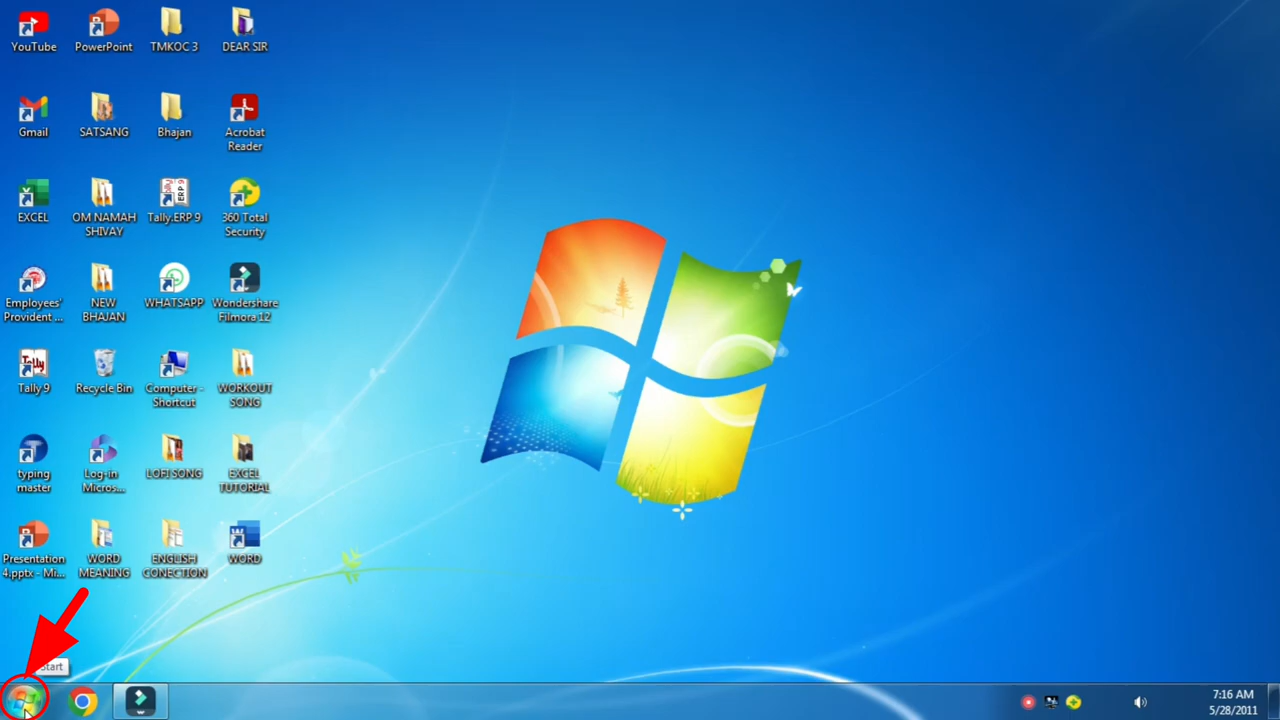 YouTube
PowerPoint
TMKOC 3
DEAR SIR
Gmail
SATSANG
Bhajan
Acrobat
Reader
EXCEL
OM NAMAH
SHIVAY
ERP 9
Tally.ERP 9
360 Total
Security
Employees'
Provident ...
NEW
BHAJAN
WHATSAPP
Wondershare
Filmora 12
Tally
Tally 9
Recycle Bin
Computer -
Shortcut
WORKOUT
SONG
typing
master
Log-in
Micros...
LOFI SONG
EXCEL
TUTORIAL
Presentation
4.pptx - Mi...
WORD
MEANING
ENGLISH
CONECTION
WORD
Start
7:16 AM
5/28/2011